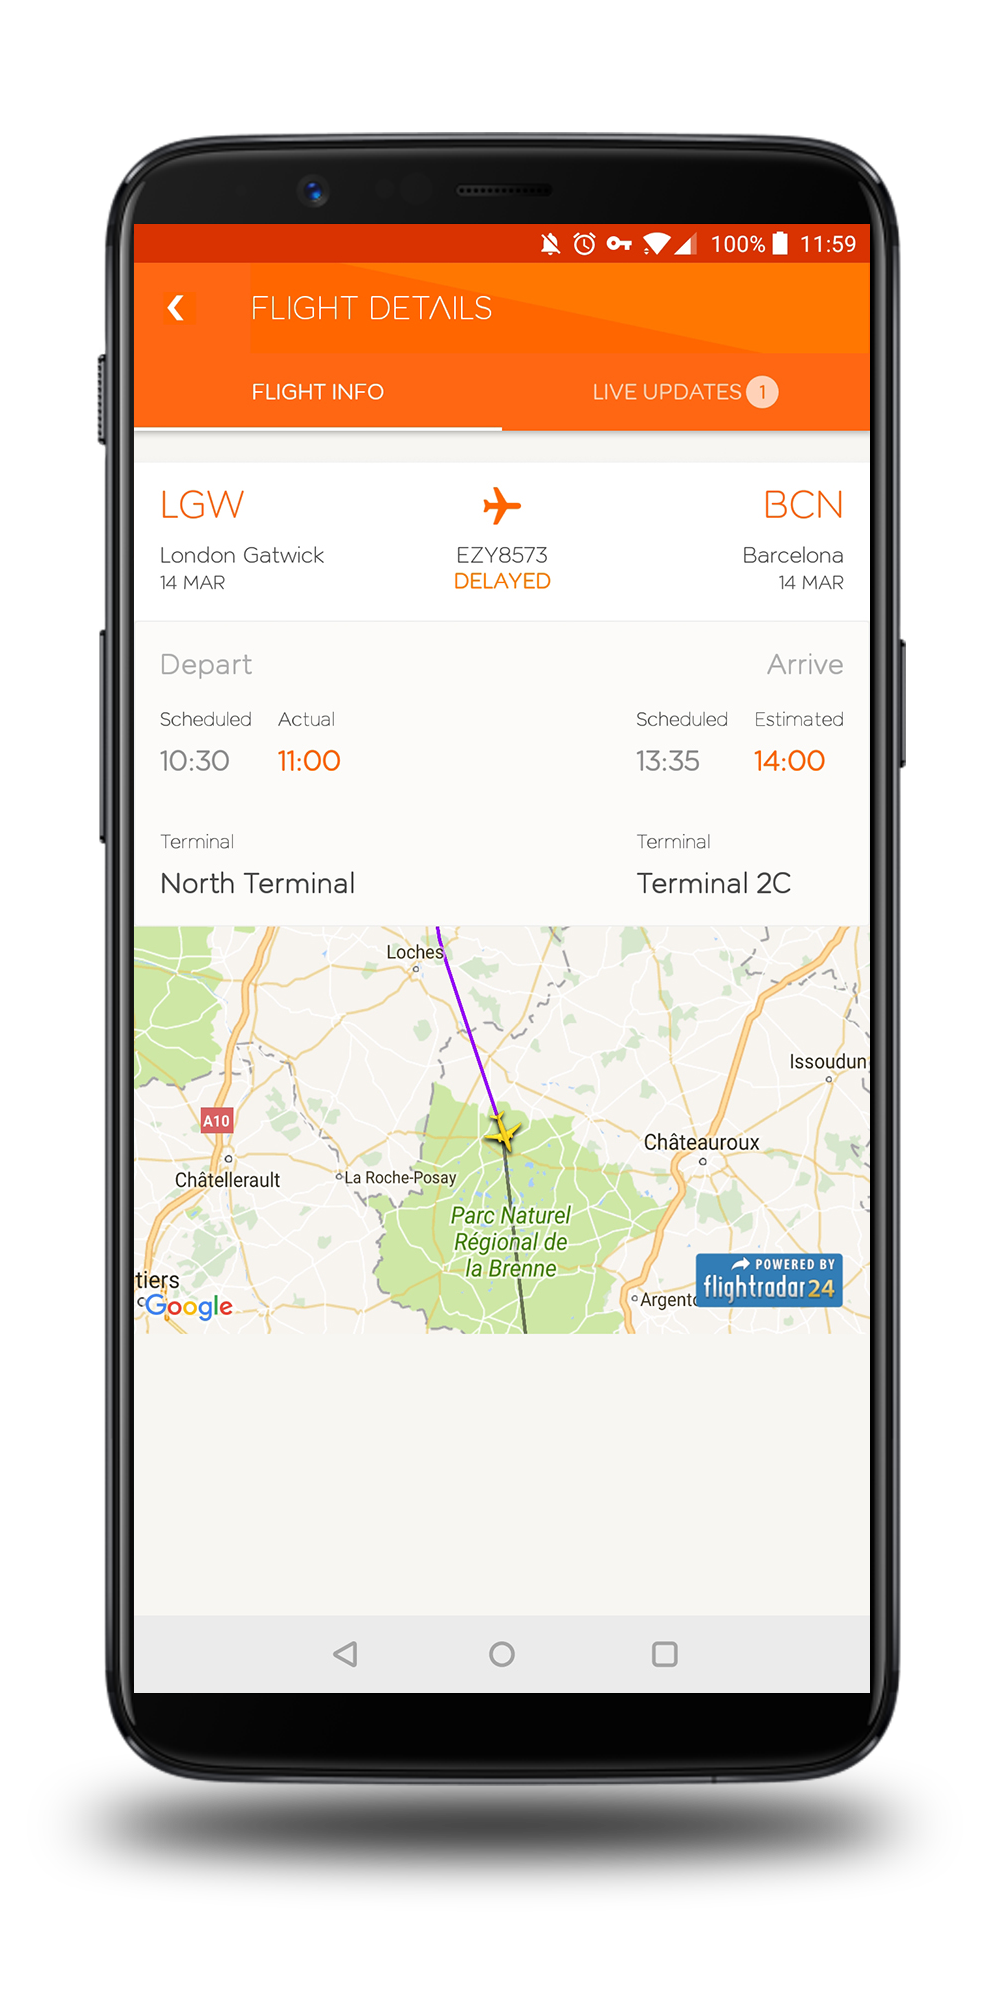 100% 11:59
FLIGHT DETAILS
FLIGHT INFO
LIVE UPDATES 1
LGW
BCN
London Gatwick
EZY8573
Barcelona
14 MAR
DELAYED
14 MAR
Depart
Arrive
Scheduled Actual
Scheduled Estimated
10:30 11:00
13:35 14:00
Terminal
Terminal
North Terminal
Terminal 2C
Loches
Issoudun
A10
Châteauroux
Châtellerault
La Roche-Posay
Parc Naturel
Régional de
la Brenne
POWERED BY
flightradar24
tiers
Argento
Google